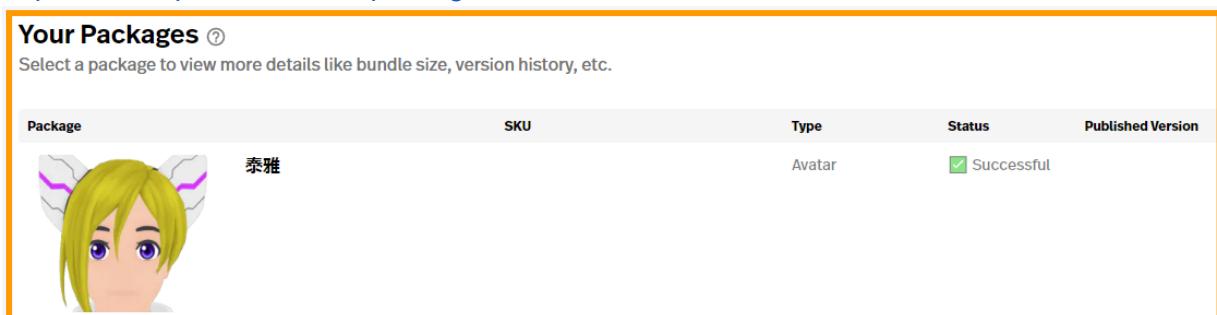 Your Packages
Select a package to view more details like bundle size, version history, etc.
Package SKU Type Status Published Version
泰雅 Avatar Successful